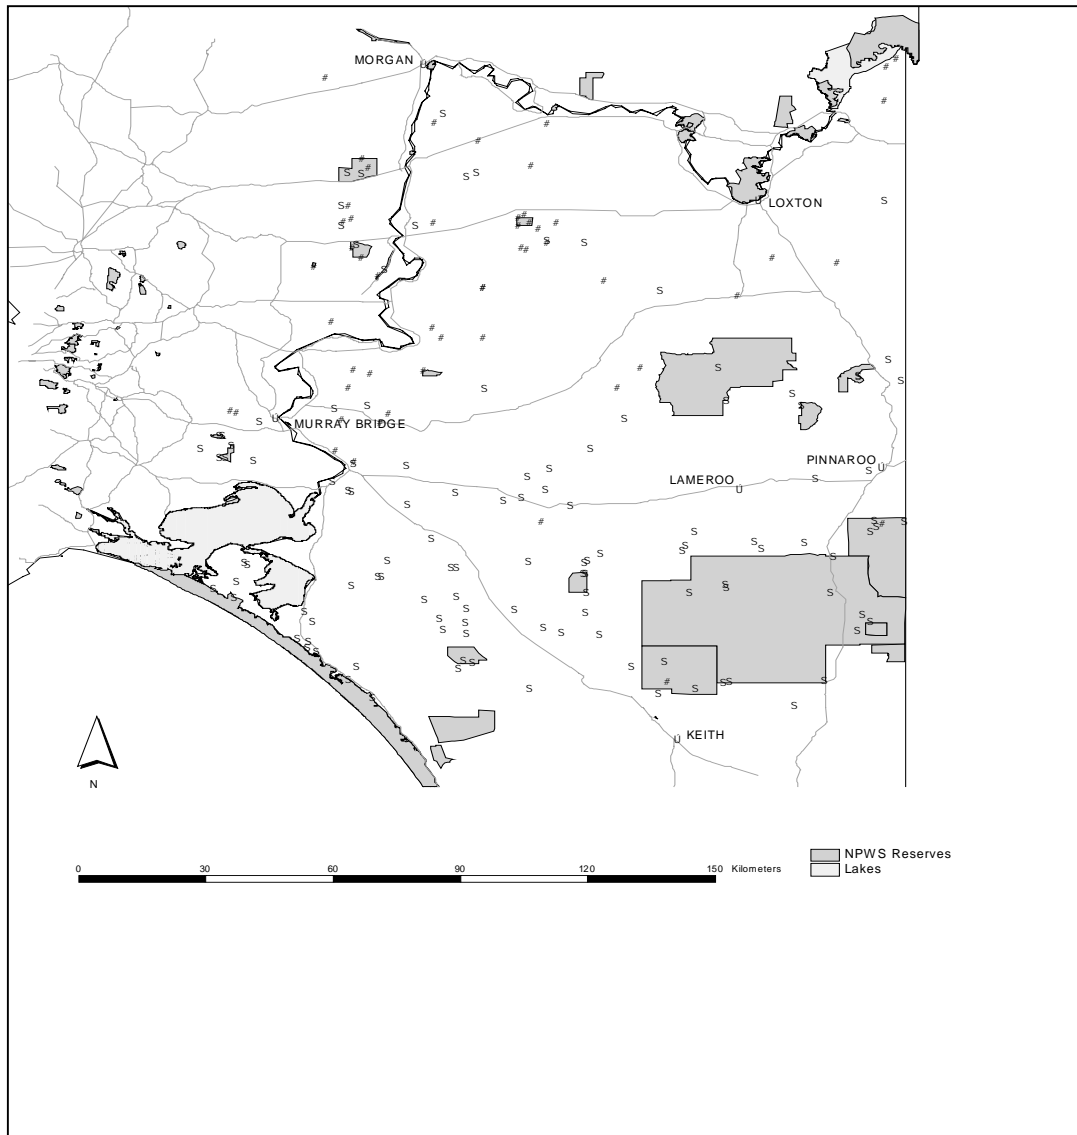 MORGAN
LOXTON
MURRAY BRIDGE
PINNAROO
LAMEROO
KEITH
N
0 30 60 90 120 150 Kilometers
NPWS Reserves
Lakes